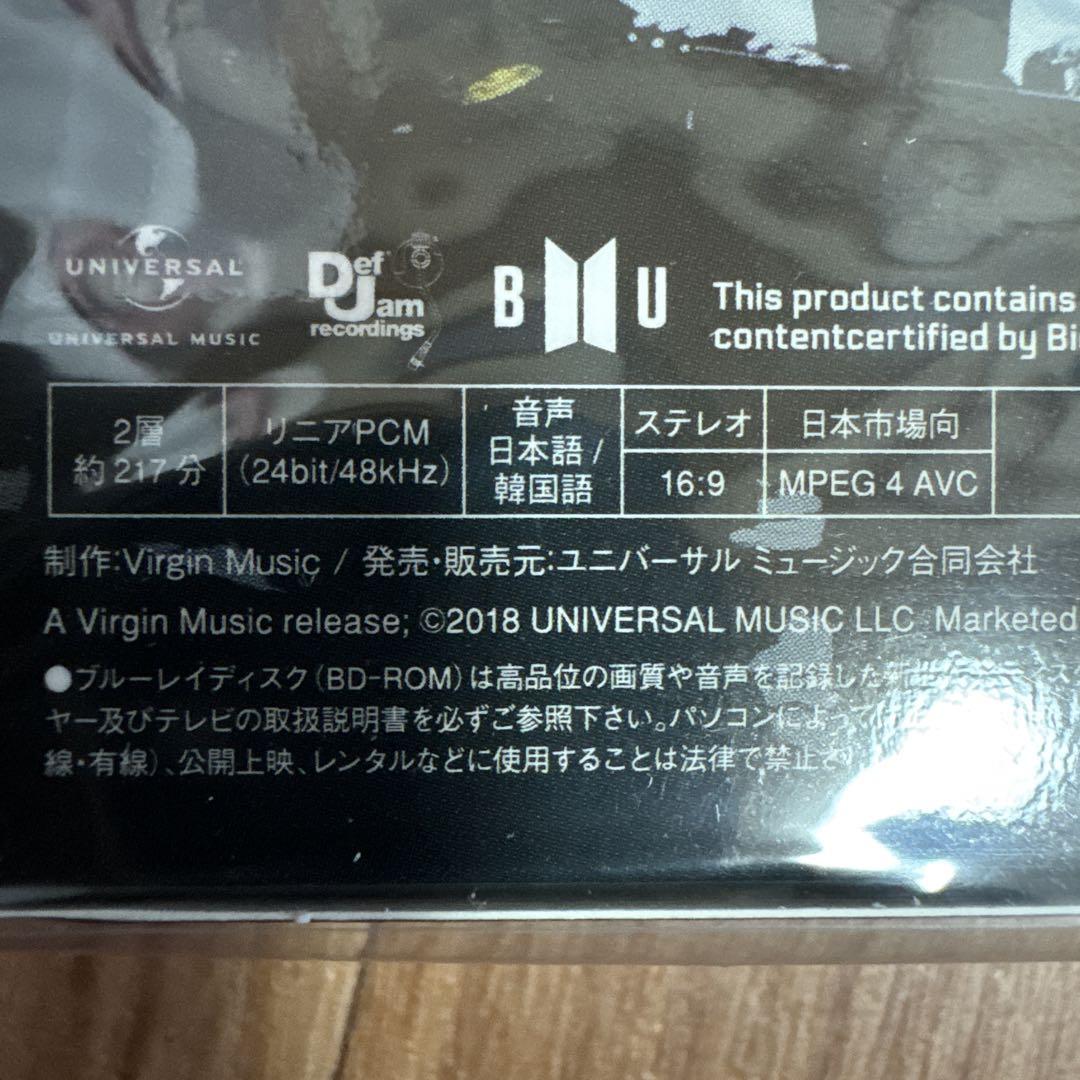 UNIVERSAL
UNIVERSAL MUSIC
Def Jam
recordings
B U
This product contains
contentcertified by
2層
約217分
リニアPCM
(24bit/48kHz)
音声
日本語/
韓国語
ステレオ
16:9
日本市場向
MPEG 4 AVC
制作:Virgin Music / 発売・販売元:ユニバーサル ミュージック合同会社
A Virgin Music release; ©2018 UNIVERSAL MUSIC LLC Marketed
●ブルーレイディスク(BD-ROM)は高品位の画質や音声を記録した
ヤー及びテレビの取扱説明書を必ずご参照下さい。パソコンによって
線・有線)、公開上映、レンタルなどに使用することは法律で禁止